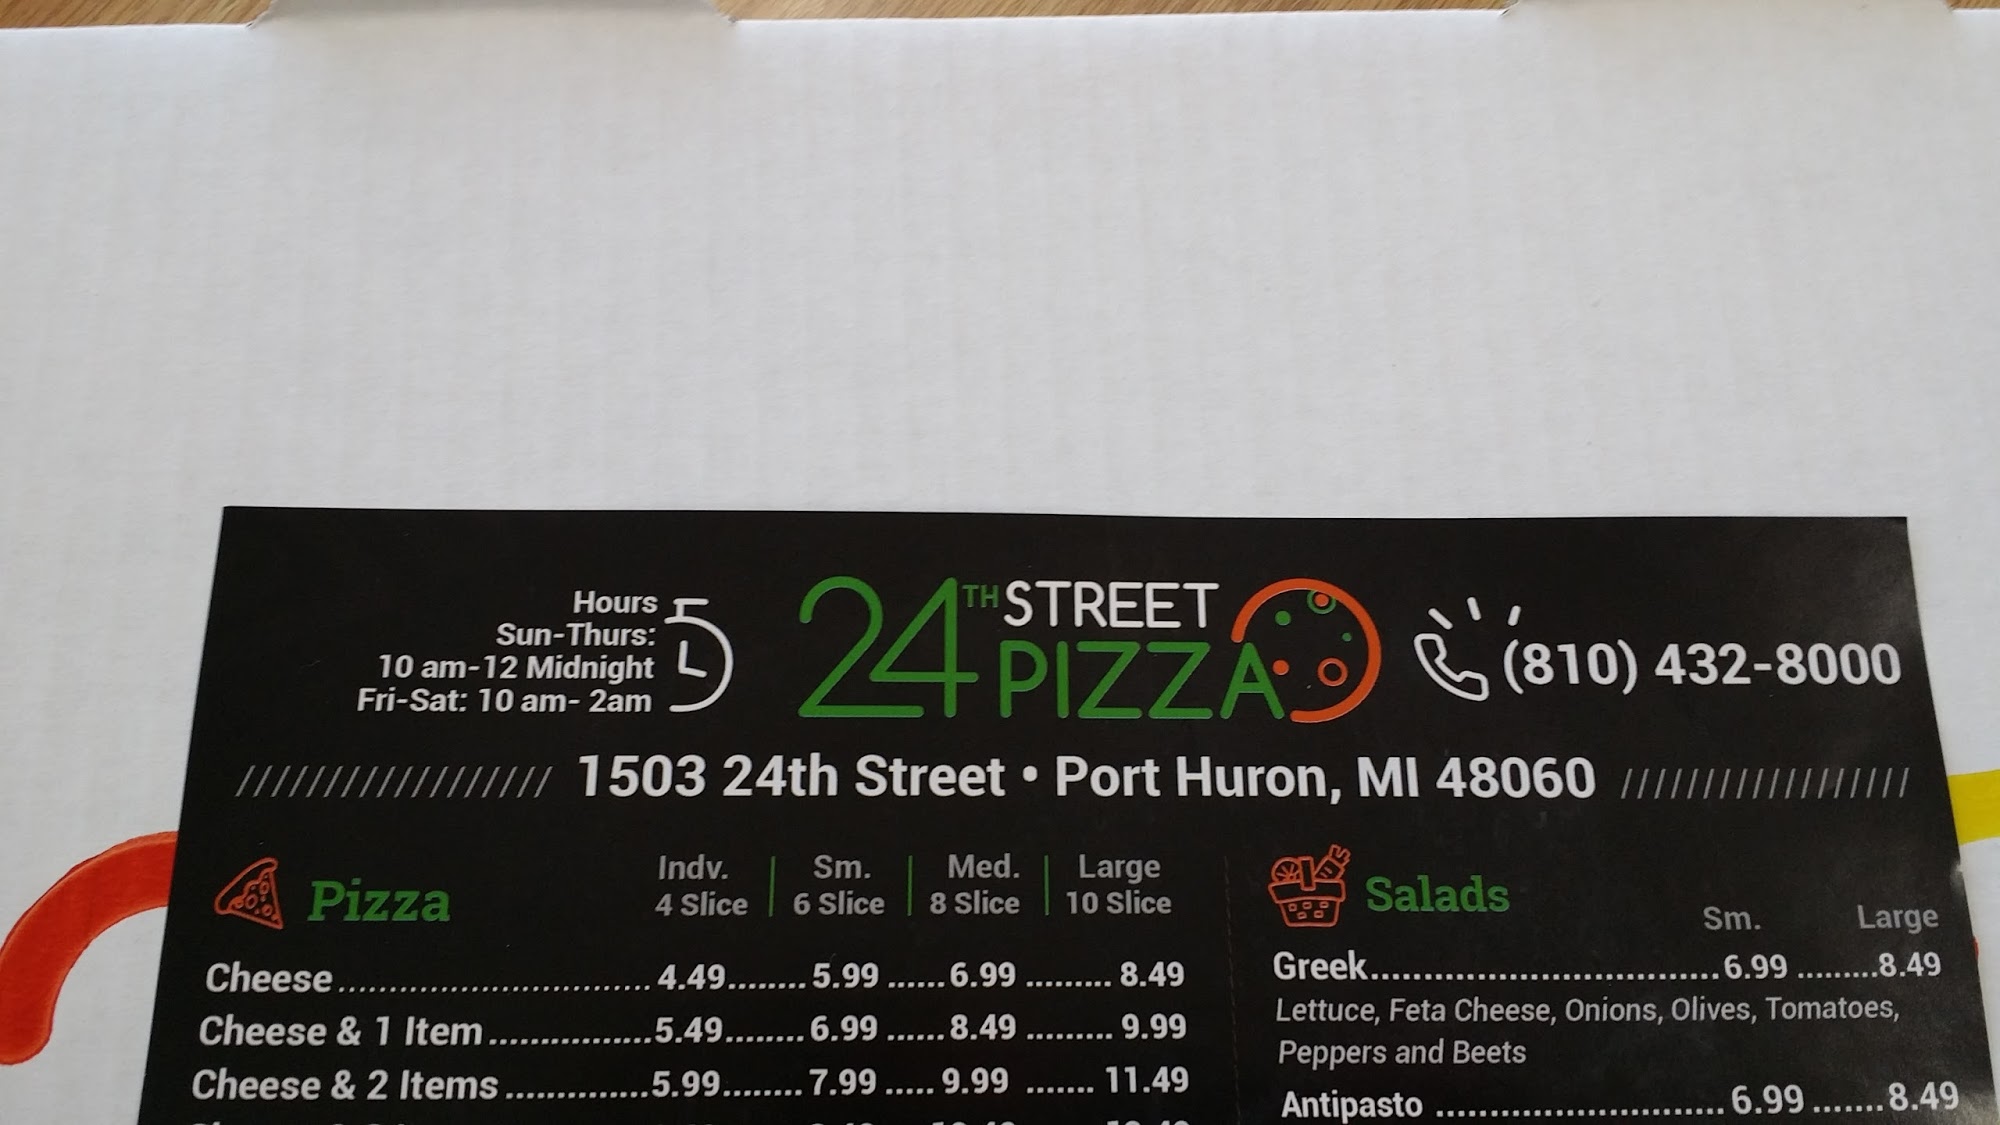 Hours
Sun-Thurs:
10 am-12 Midnight
Fri-Sat: 10 am- 2am
24TH STREET
PIZZA
(810) 432-8000
1503 24th Street • Port Huron, MI 48060
Pizza
Indv. Sm. Med. Large
4 Slice 6 Slice 8 Slice 10 Slice
Cheese 4.49 5.99 6.99 8.49
Cheese & 1 Item 5.49 6.99 8.49 9.99
Cheese & 2 Items 5.99 7.99 9.99 11.49
Salads
Sm. Large
Greek 6.99 8.49
Lettuce, Feta Cheese, Onions, Olives, Tomatoes,
Peppers and Beets
Antipasto 6.99 8.49